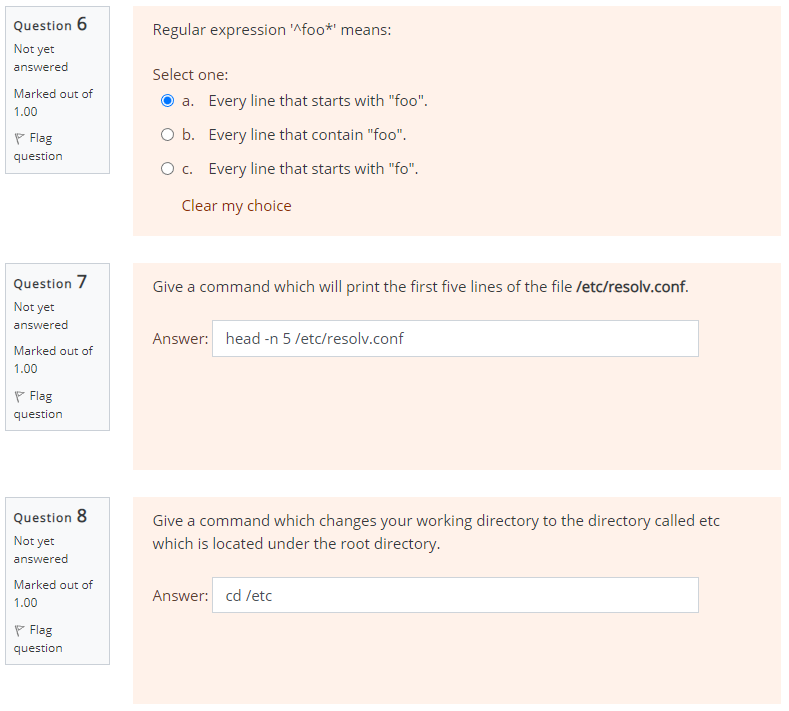 Question 6
Not yet
answered
Marked out of
1.00
Flag
question
Regular expression '^foo*' means:
Select one:
a. Every line that starts with "foo".
b. Every line that contain "foo".
c. Every line that starts with "fo".
Clear my choice
Question 7
Not yet
answered
Marked out of
1.00
Flag
question
Give a command which will print the first five lines of the file /etc/resolv.conf.
Answer: head -n 5 /etc/resolv.conf
Question 8
Not yet
answered
Marked out of
1.00
Flag
question
Give a command which changes your working directory to the directory called etc
which is located under the root directory.
Answer: cd /etc